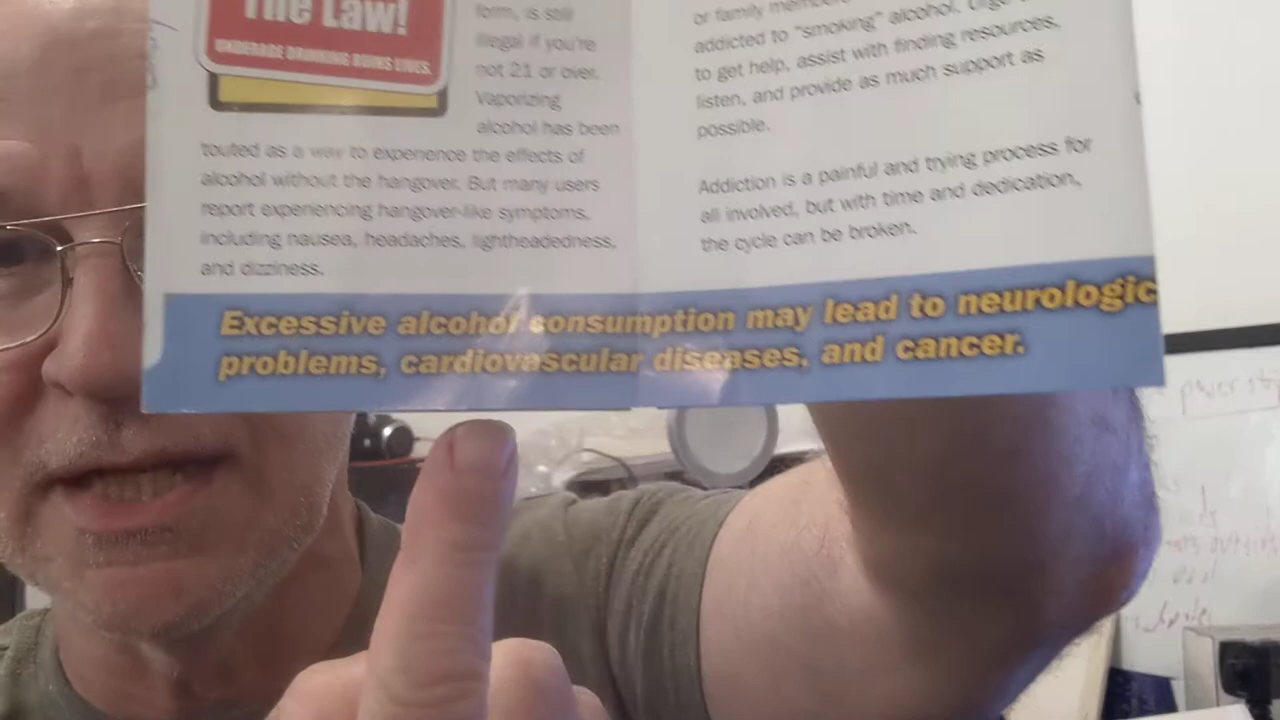 The Law!
UNDERAGE DRINKING RUINS LIVES.
form, is still
illegal if you're
not 21 or over.
Vaporizing
alcohol has been
touted as a way to experience the effects of
alcohol without the hangover. But many users
report experiencing hangover-like symptoms,
including nausea, headaches, lightheadedness,
and dizziness.
or family members
addicted to "smoking" alcohol. Urge
to get help, assist with finding resources,
listen, and provide as much support as
possible.
Addiction is a painful and trying process for
all involved, but with time and dedication,
the cycle can be broken.
Excessive alcohol consumption may lead to neurologic
problems, cardiovascular diseases, and cancer.